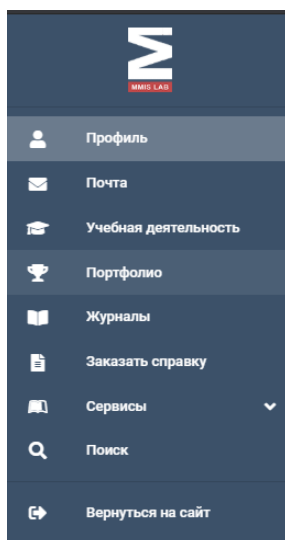 MMIS LAB
Профиль
Почта
Учебная деятельность
Портфолио
Журналы
Заказать справку
Сервисы
Поиск
Вернуться на сайт